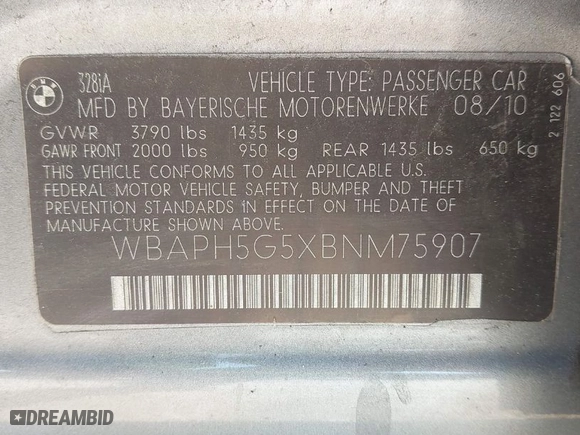 BMW
328iA VEHICLE TYPE: PASSENGER CAR
MFD BY BAYERISCHE MOTORENWERKE 08/10
GVWR 3790 lbs 1435 kg
GAWR FRONT 2000 lbs 950 kg REAR 1435 lbs 650 kg
THIS VEHICLE CONFORMS TO ALL APPLICABLE U.S.
FEDERAL MOTOR VEHICLE SAFETY, BUMPER AND THEFT
PREVENTION STANDARDS IN EFFECT ON THE DATE OF
MANUFACTURE SHOWN ABOVE.
WBAPH5G5XBNM75907
2 122 606
DREAMBID